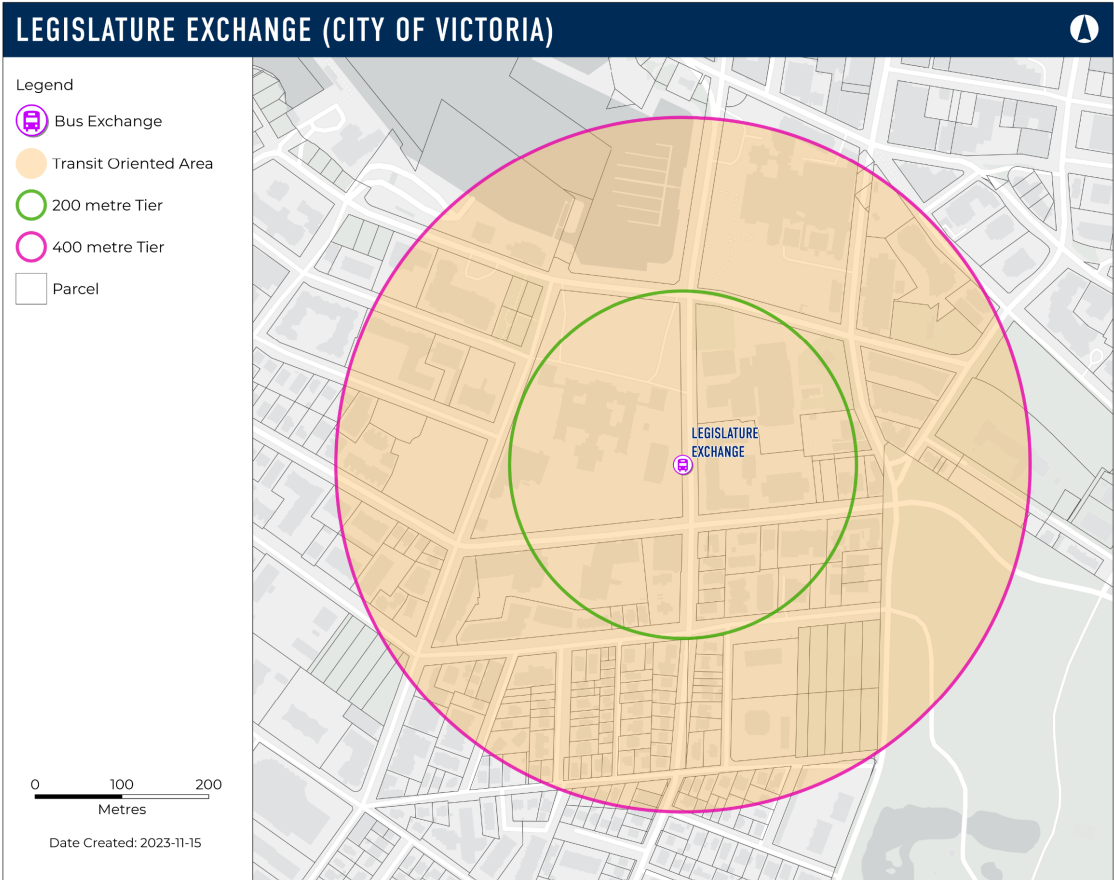 LEGISLATURE EXCHANGE (CITY OF VICTORIA)
Legend
Bus Exchange
Transit Oriented Area
200 metre Tier
400 metre Tier
Parcel
LEGISLATURE
EXCHANGE
0 100 200
Metres
Date Created: 2023-11-15